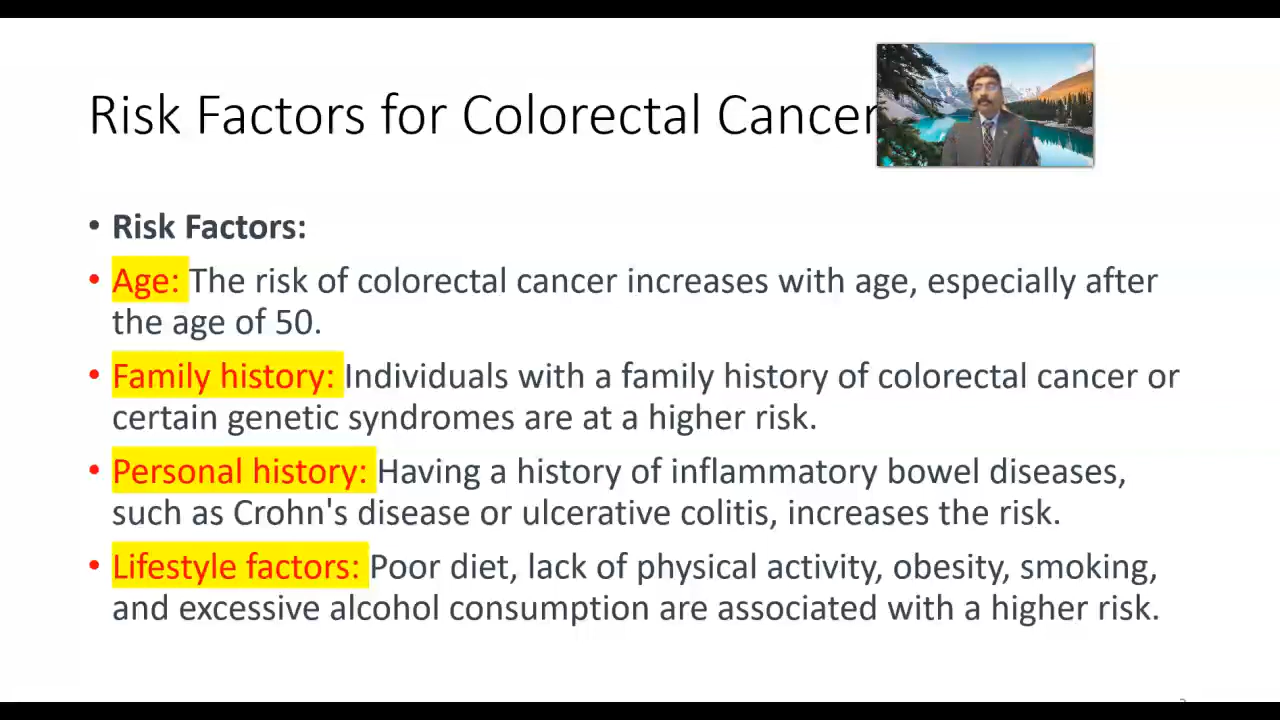 Risk Factors for Colorectal Cancer
• Risk Factors:
• Age: The risk of colorectal cancer increases with age, especially after
the age of 50.
• Family history: Individuals with a family history of colorectal cancer or
certain genetic syndromes are at a higher risk.
• Personal history: Having a history of inflammatory bowel diseases,
such as Crohn's disease or ulcerative colitis, increases the risk.
• Lifestyle factors: Poor diet, lack of physical activity, obesity, smoking,
and excessive alcohol consumption are associated with a higher risk.